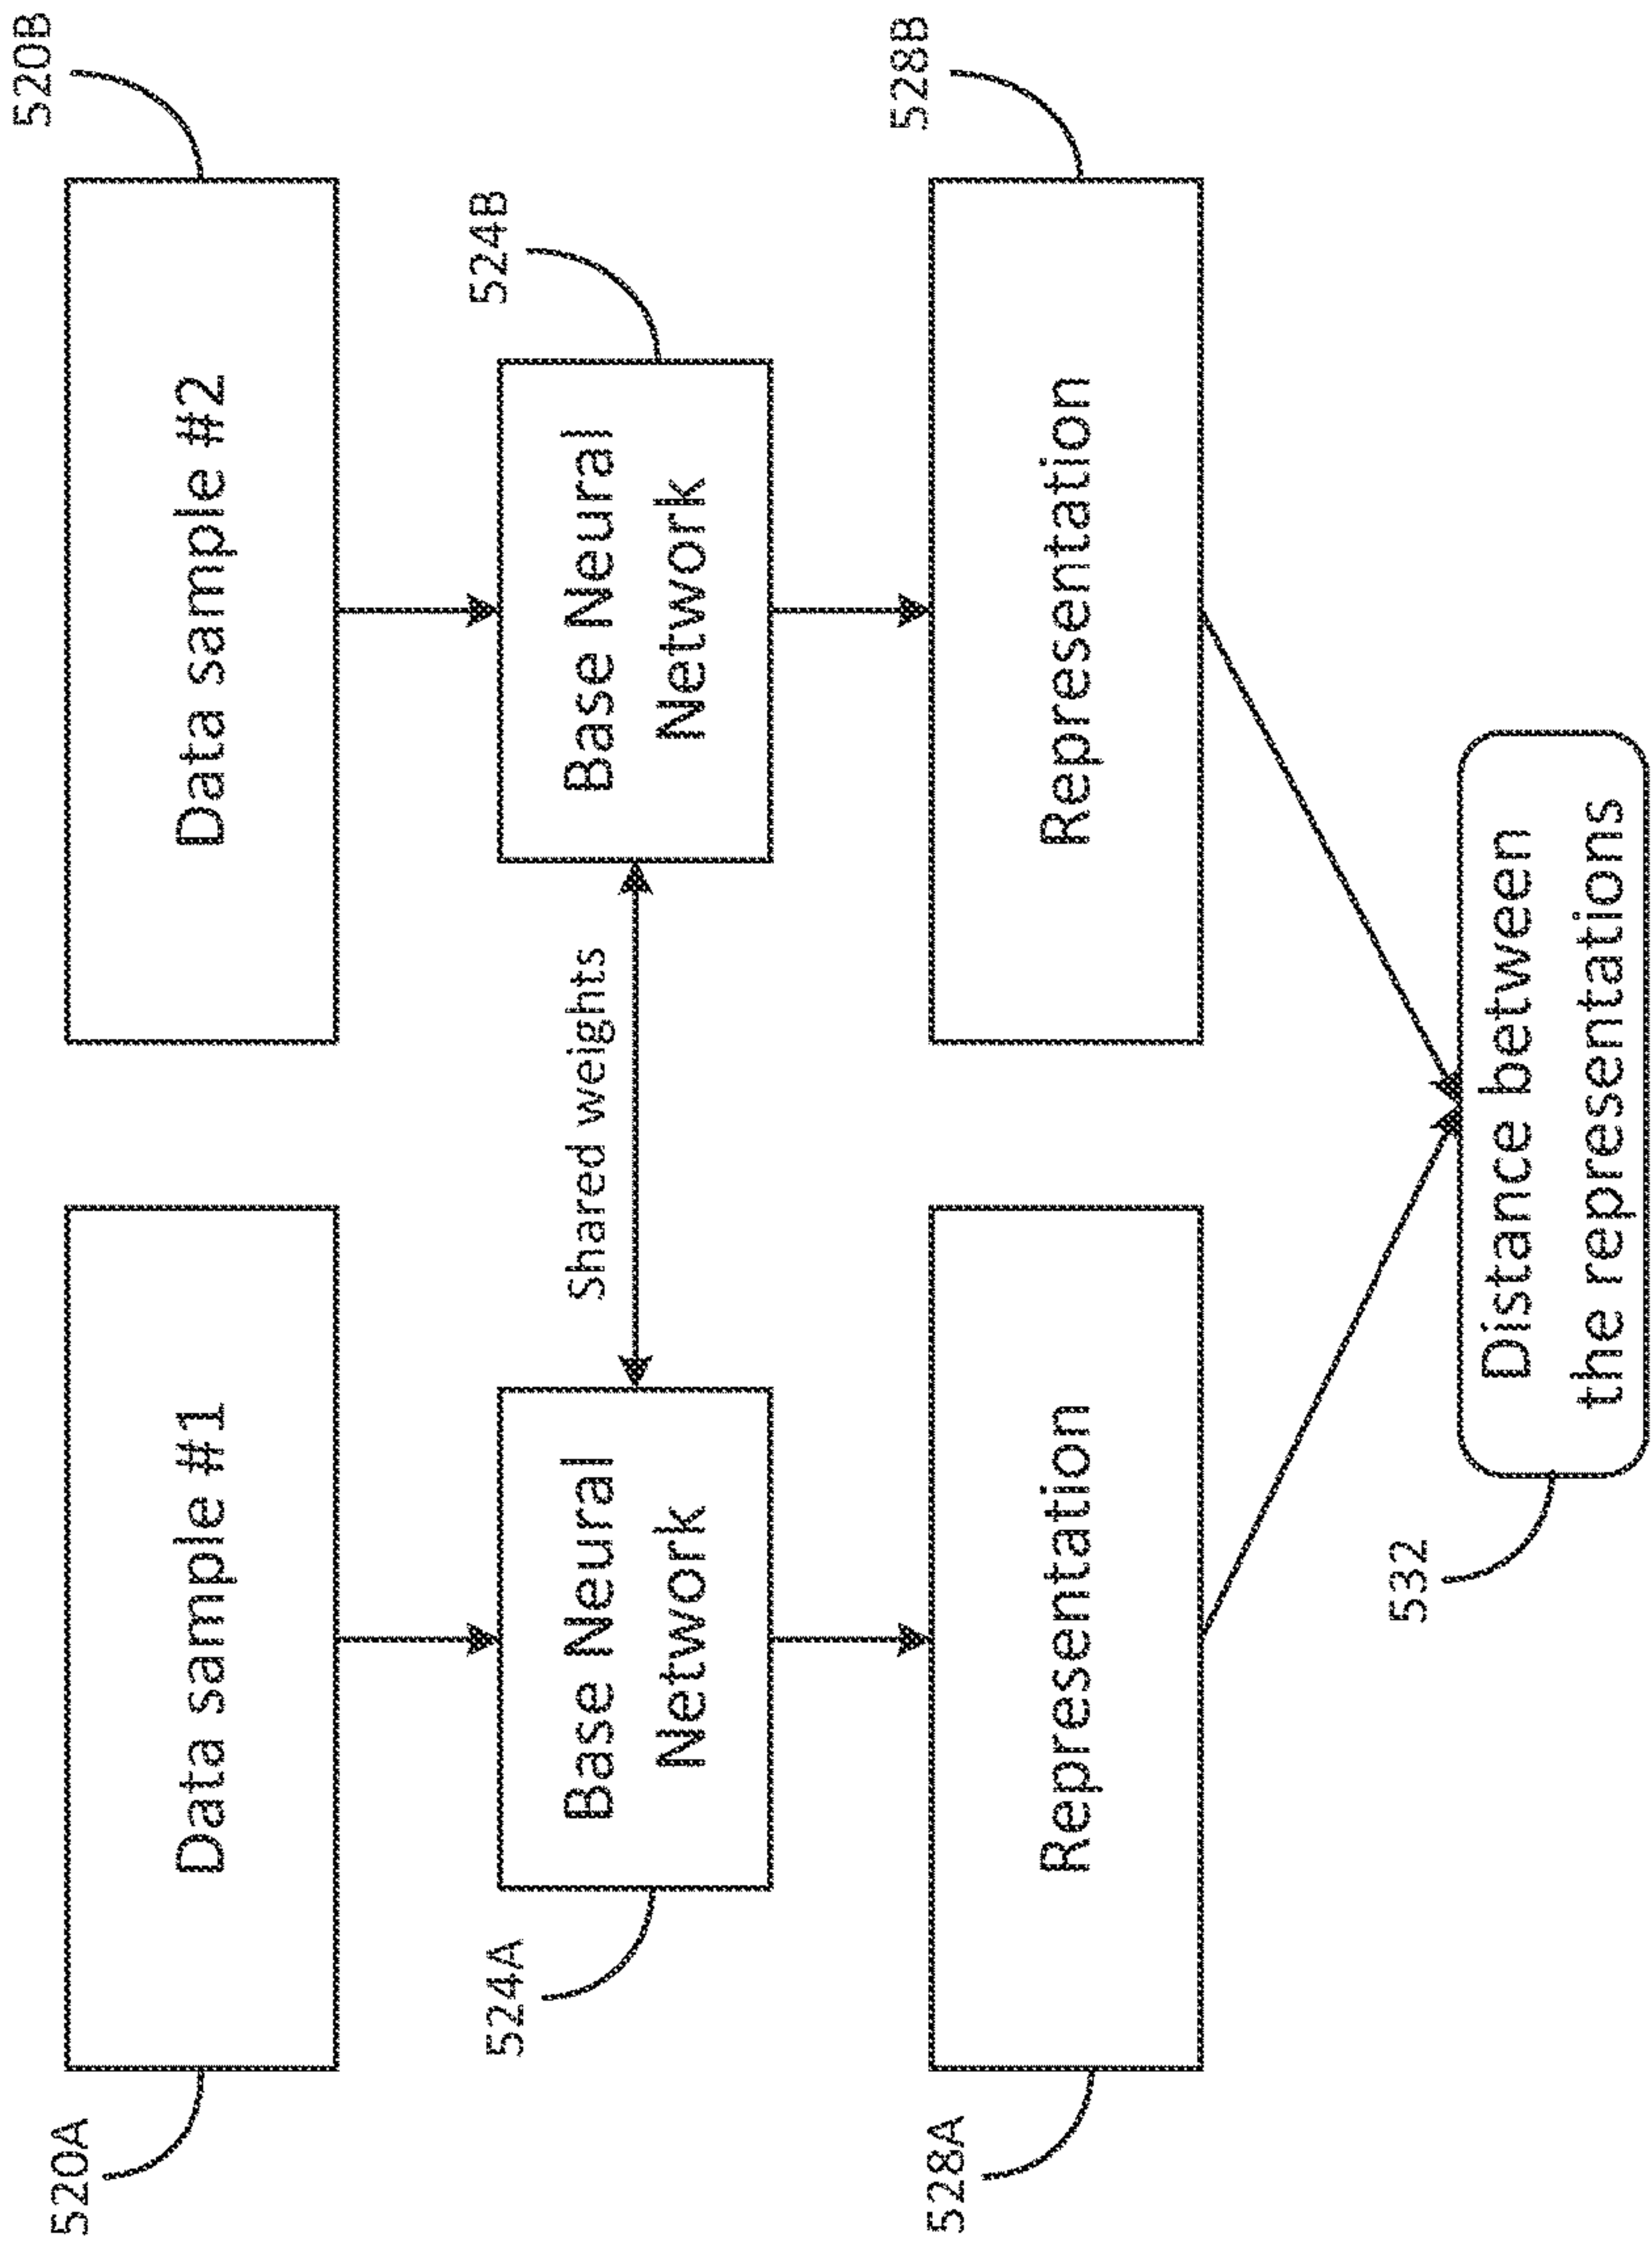 520A
Data sample #1
Data sample #2
520B
524A
Base Neural
Network
Shared weights
Base Neural
Network
524B
528A
Representation
Representation
528B
532
Distance between
the representations